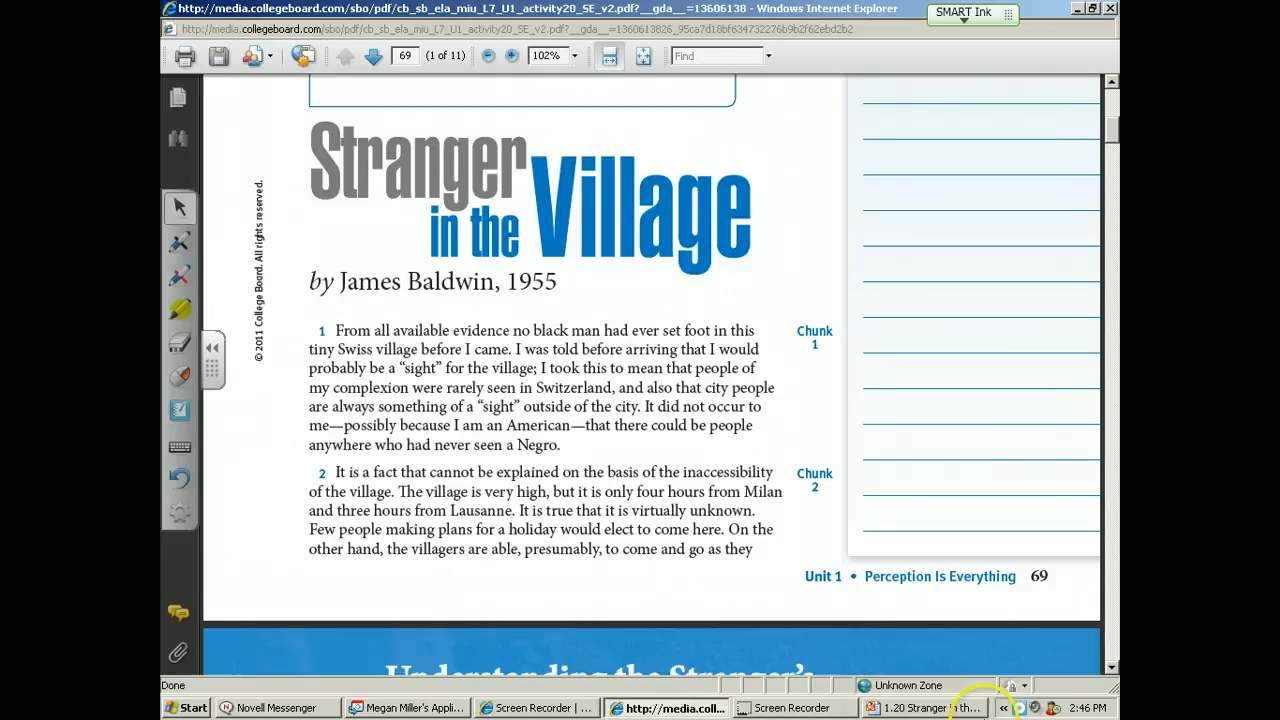 http://media.collegeboard.com/sbo/pdf/cb_sb_ela_miu_L7_U1_activity20_5E_v2.pdf?__gda__=13606138 - Windows Internet Explorer
SMART Ink
http://media.collegeboard.com/sbo/pdf/cb_sb_ela_miu_L7_U1_activity20_5E_v2.pdf?__gda__=1360613826_95ca7d18bf634732276b9b2f62ebd2b2
69 (1 of 11) 102% Find
Stranger
in the Village
by James Baldwin, 1955
© 2011 College Board. All rights reserved.
1 From all available evidence no black man had ever set foot in this
tiny Swiss village before I came. I was told before arriving that I would
probably be a “sight” for the village; I took this to mean that people of
my complexion were rarely seen in Switzerland, and also that city people
are always something of a “sight” outside of the city. It did not occur to
me—possibly because I am an American—that there could be people
anywhere who had never seen a Negro.
Chunk
1
2 It is a fact that cannot be explained on the basis of the inaccessibility
of the village. The village is very high, but it is only four hours from Milan
and three hours from Lausanne. It is true that it is virtually unknown.
Few people making plans for a holiday would elect to come here. On the
other hand, the villagers are able, presumably, to come and go as they
Chunk
2
Unit 1 • Perception Is Everything 69
Understanding the Stranger’s
Done
Unknown Zone
Start
Novell Messenger
Megan Miller's Appli...
Screen Recorder | ...
http://media.coll...
Screen Recorder
1.20 Stranger in th...
2:46 PM